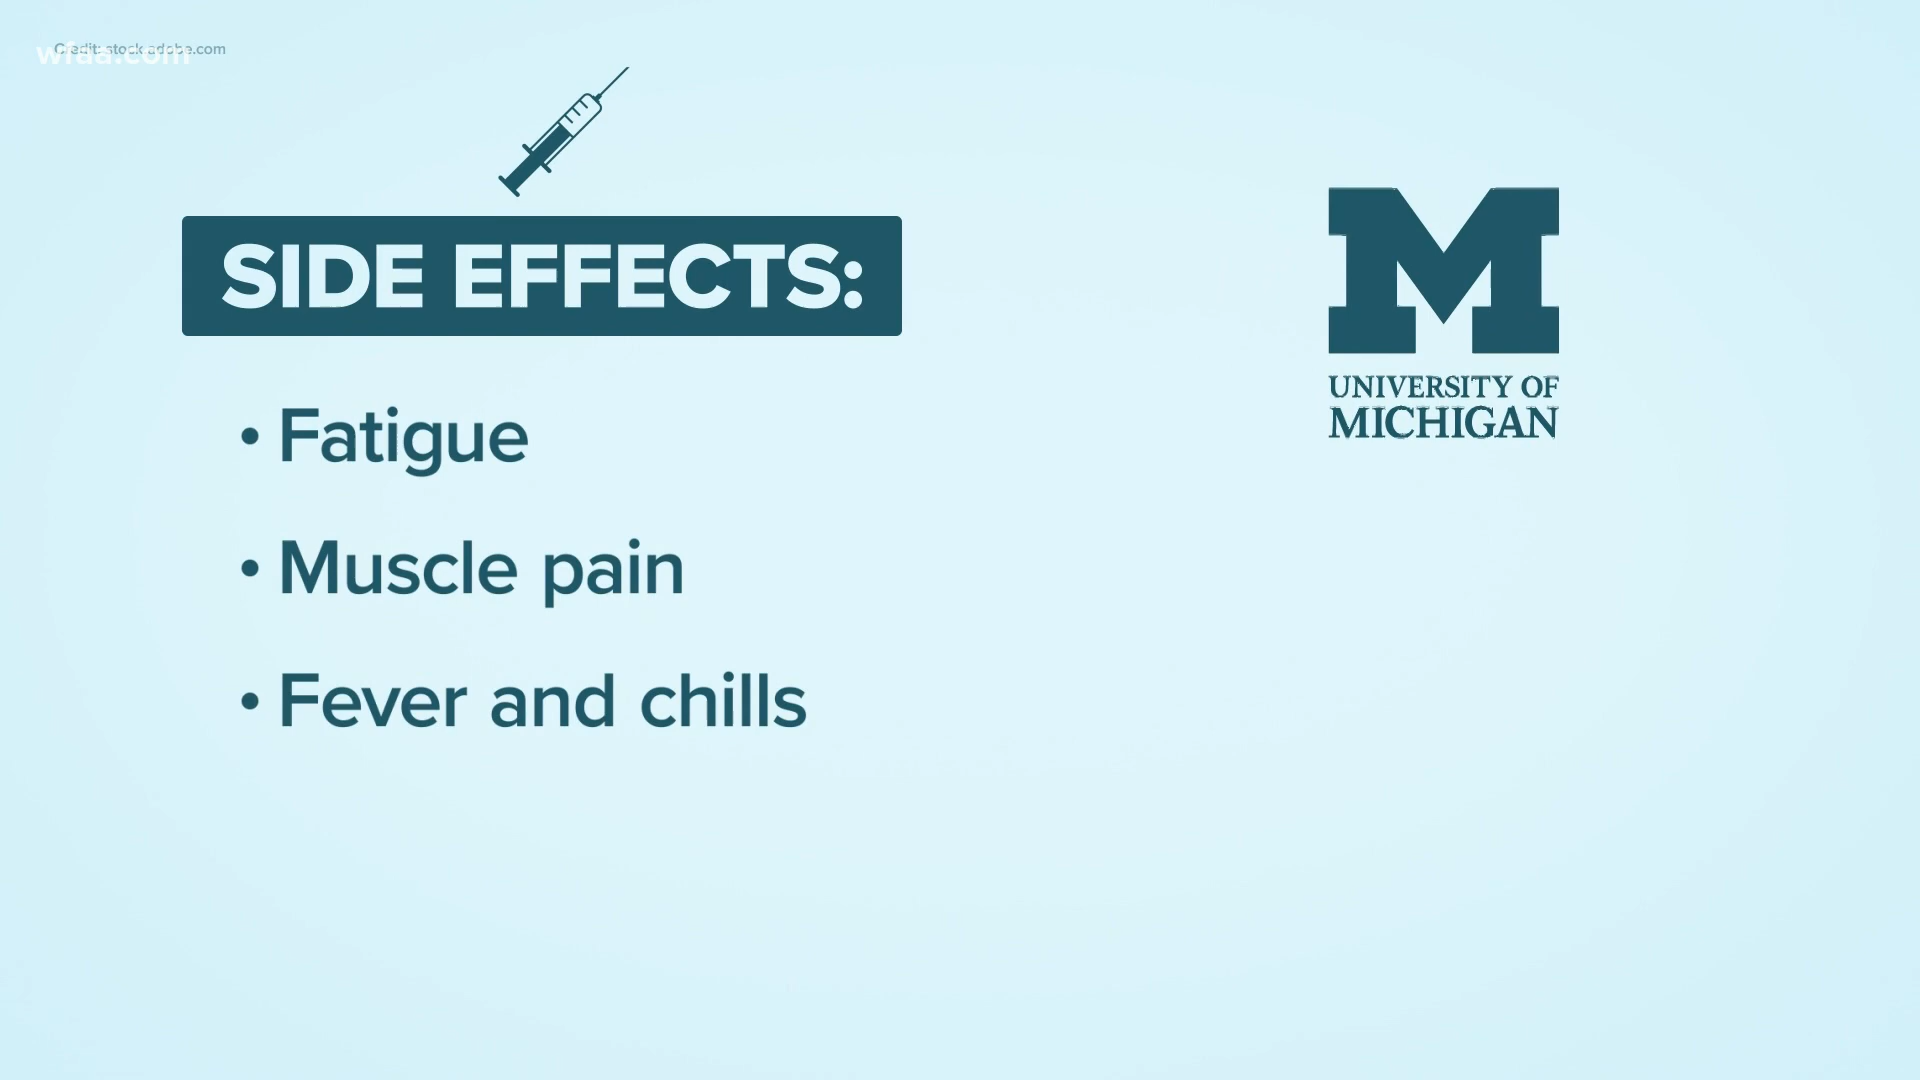 Credit: stock.adobe.com
wfaa.com
SIDE EFFECTS:
• Fatigue
• Muscle pain
• Fever and chills
M
UNIVERSITY OF
MICHIGAN